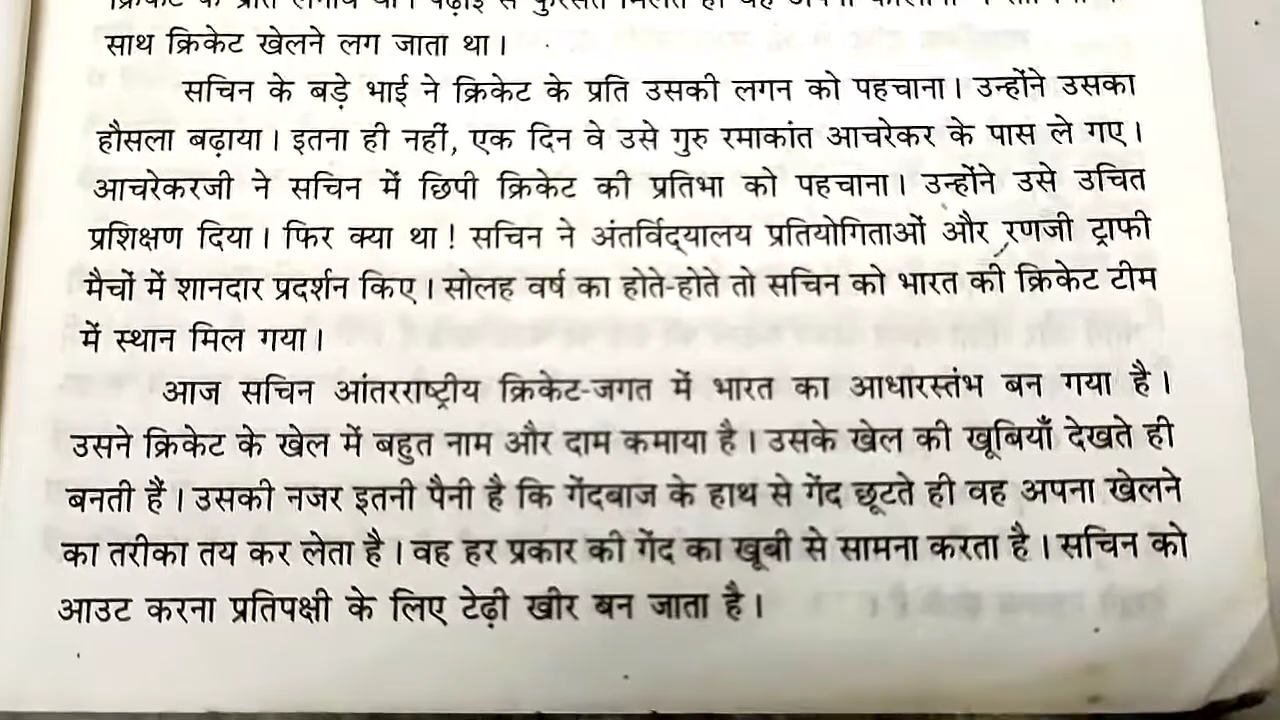 साथ क्रिकेट खेलने लग जाता था।
सचिन के बड़े भाई ने क्रिकेट के प्रति उसकी लगन को पहचाना। उन्होंने उसका
हौसला बढ़ाया। इतना ही नहीं, एक दिन वे उसे गुरु रमाकांत आचरेकर के पास ले गए।
आचरेकरजी ने सचिन में छिपी क्रिकेट की प्रतिभा को पहचाना। उन्होंने उसे उचित
प्रशिक्षण दिया। फिर क्या था! सचिन ने अंतर्विद्यालय प्रतियोगिताओं और रणजी ट्राफी
मैचों में शानदार प्रदर्शन किए। सोलह वर्ष का होते-होते तो सचिन को भारत की क्रिकेट टीम
में स्थान मिल गया।
आज सचिन आंतरराष्ट्रीय क्रिकेट-जगत में भारत का आधारस्तंभ बन गया है।
उसने क्रिकेट के खेल में बहुत नाम और दाम कमाया है। उसके खेल की खूबियाँ देखते ही
बनती हैं। उसकी नजर इतनी पैनी है कि गेंदबाज के हाथ से गेंद छूटते ही वह अपना खेलने
का तरीका तय कर लेता है। वह हर प्रकार की गेंद का खूबी से सामना करता है। सचिन को
आउट करना प्रतिपक्षी के लिए टेढ़ी खीर बन जाता है।